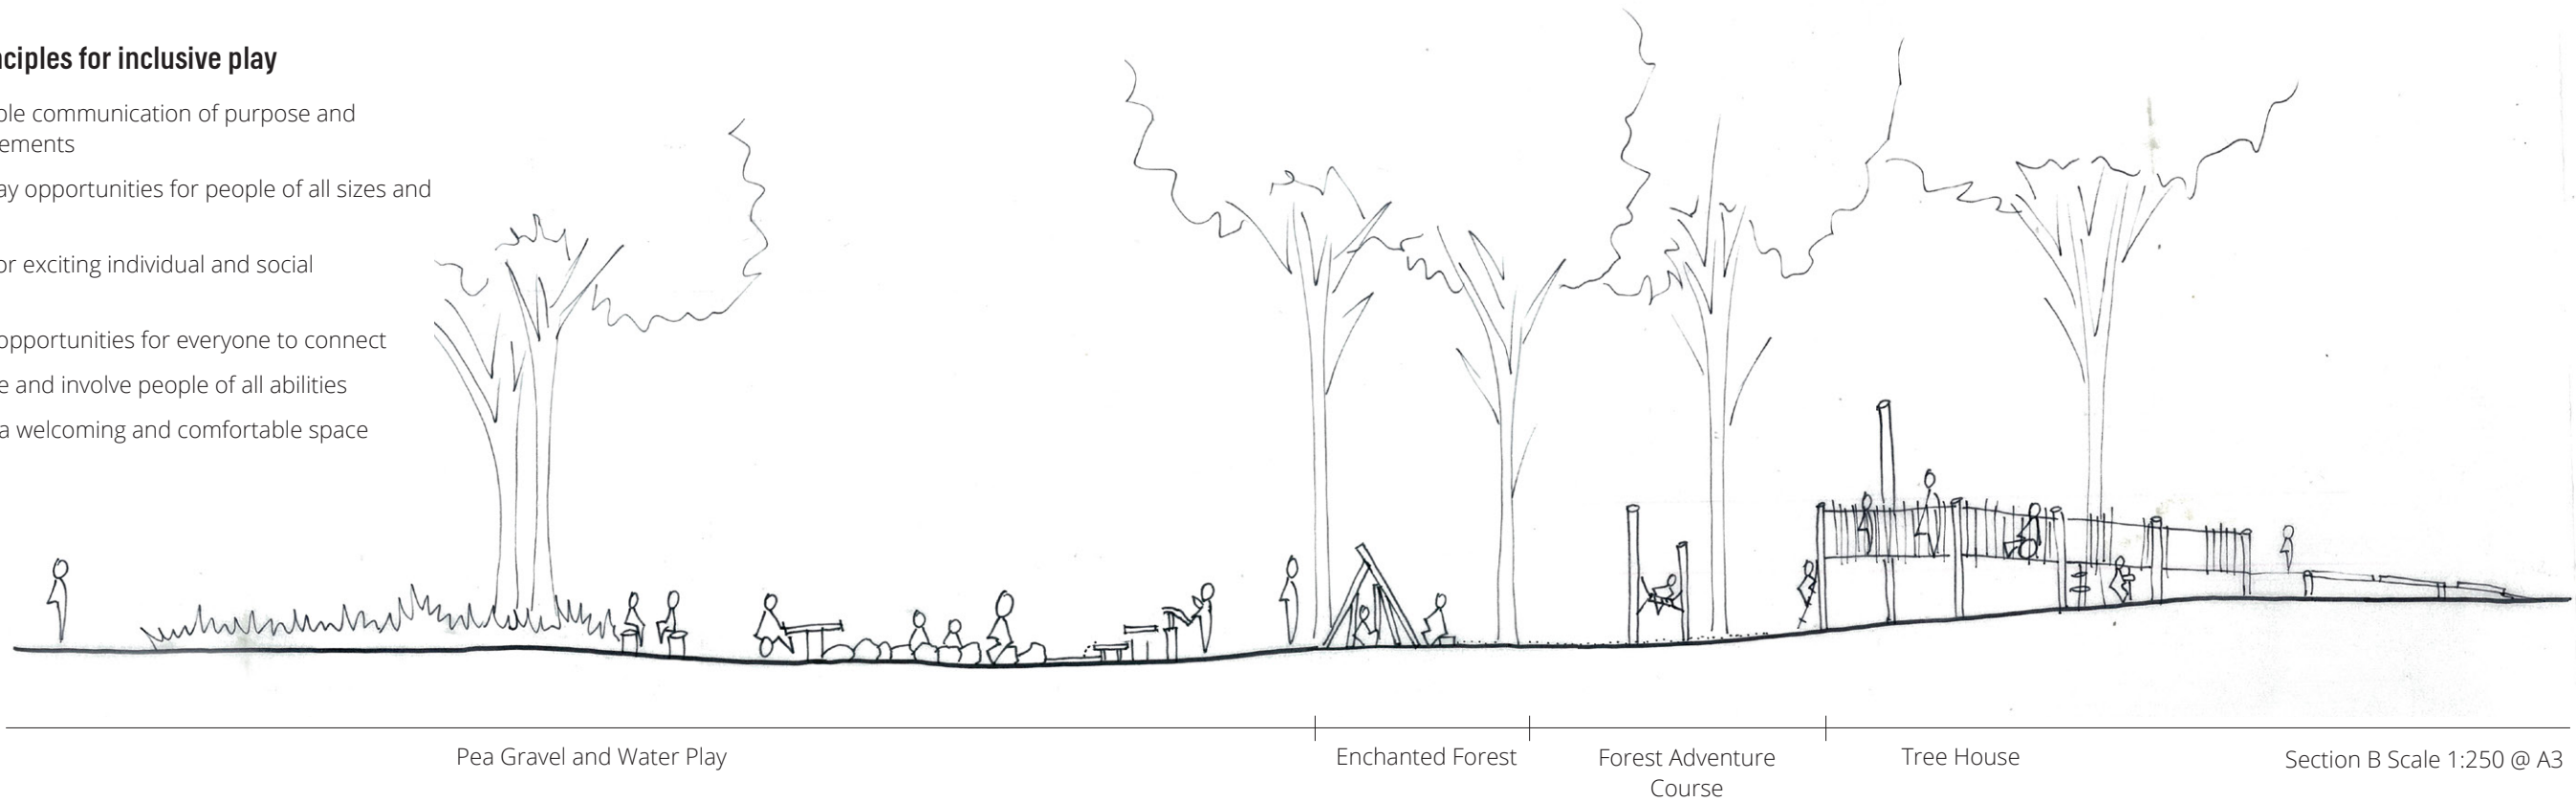 nciples for inclusive play
ple communication of purpose and
ements
ay opportunities for people of all sizes and
or exciting individual and social
opportunities for everyone to connect
e and involve people of all abilities
a welcoming and comfortable space
Pea Gravel and Water Play
Enchanted Forest
Forest Adventure
Course
Tree House
Section B Scale 1:250 @ A3